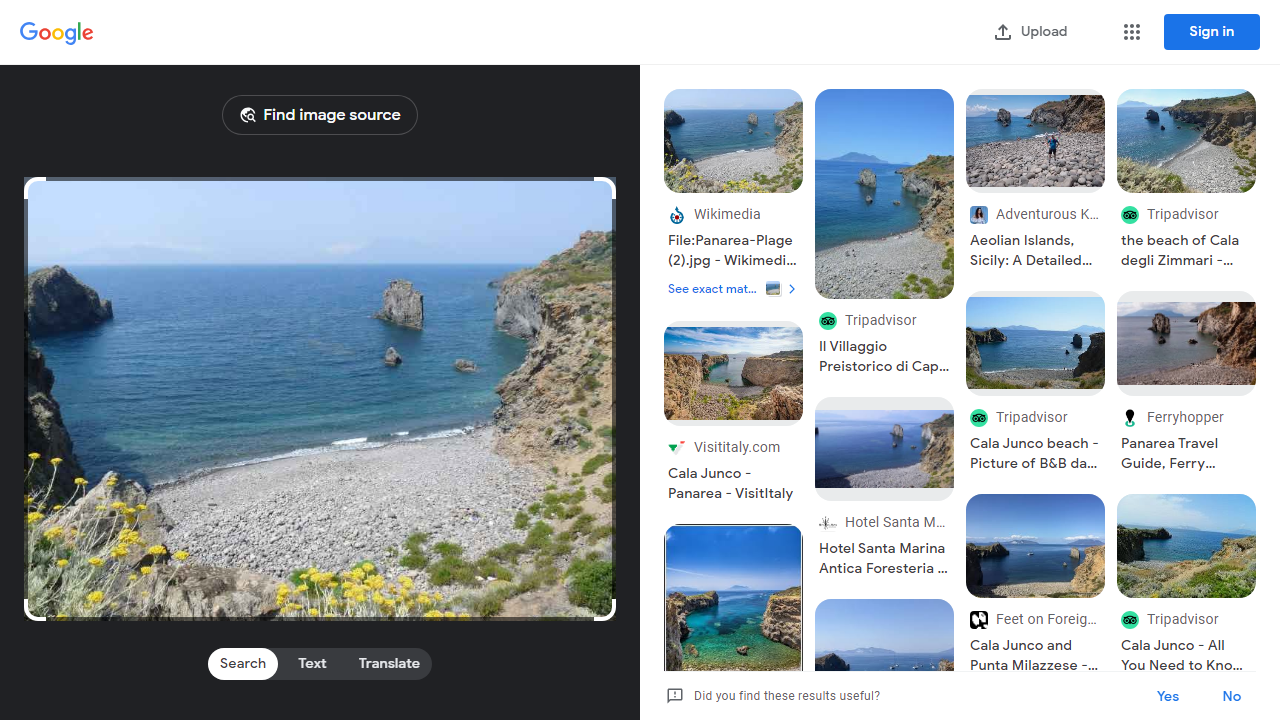 Google
Upload
Sign in
Find image source
Search
Text
Translate
Wikimedia
File:Panarea-Plage
(2).jpg - Wikimedi...
See exact mat...
Visititaly.com
Cala Junco -
Panarea - VisitItaly
Tripadvisor
Il Villaggio
Preistorico di Cap...
Hotel Santa M...
Hotel Santa Marina
Antica Foresteria ...
Adventurous K...
Aeolian Islands,
Sicily: A Detailed...
Tripadvisor
Cala Junco beach -
Picture of B&B da...
Feet on Foreig...
Cala Junco and
Punta Milazzese -...
Tripadvisor
the beach of Cala
degli Zimmari -...
Ferryhopper
Panarea Travel
Guide, Ferry...
Tripadvisor
Cala Junco - All
You Need to Kno...
Did you find these results useful?
Yes
No